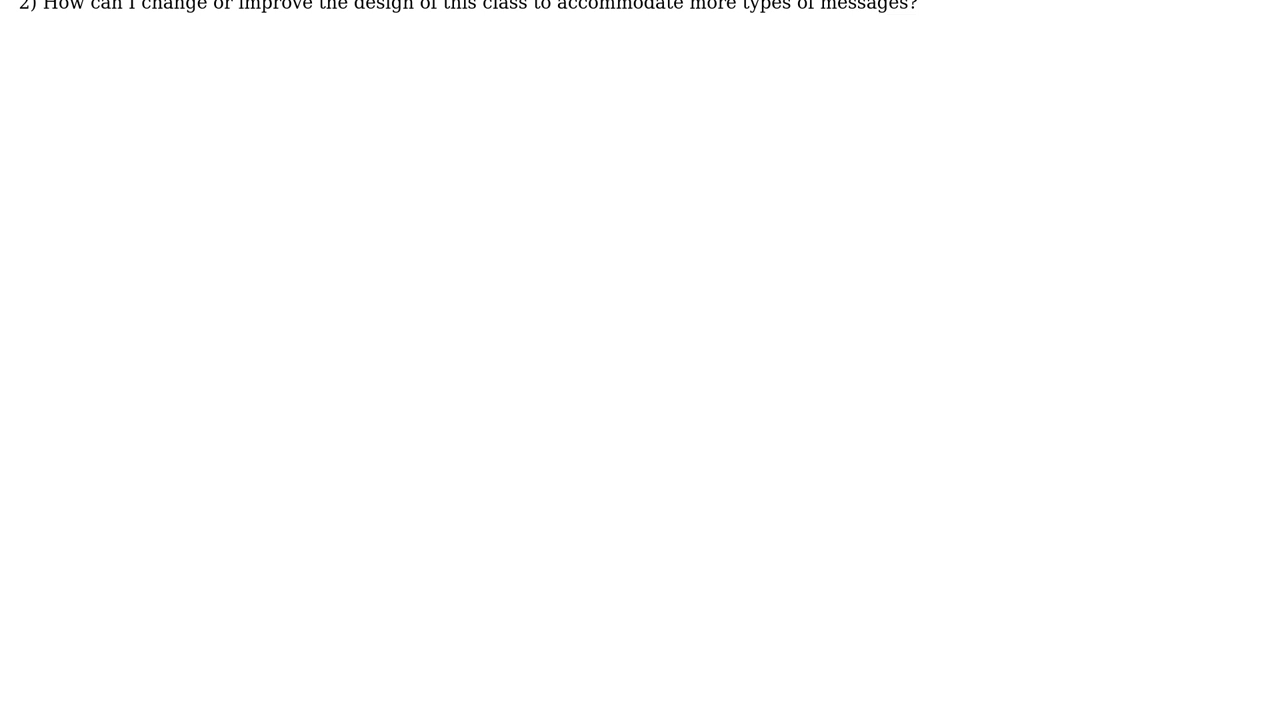 2) How can I change or improve the design of this class to accommodate more types of messages?